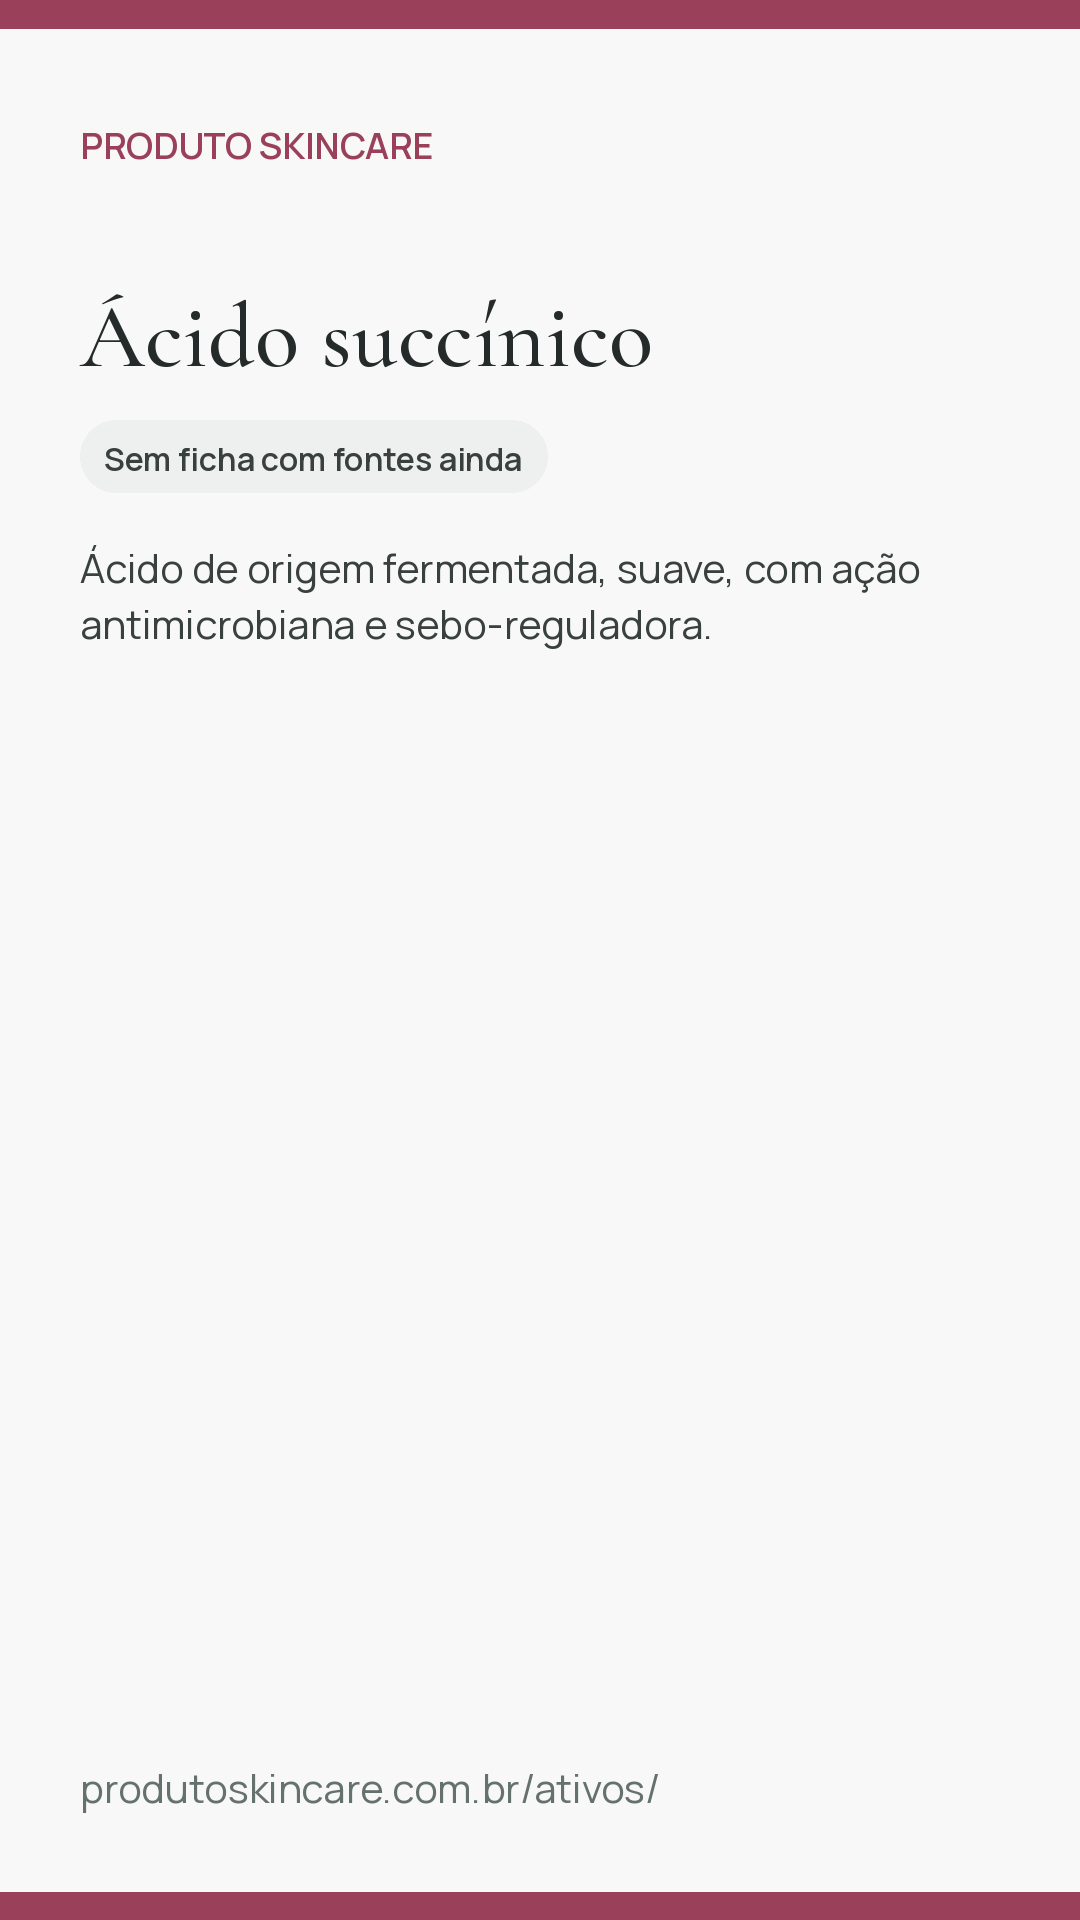 PRODUTO SKINCARE
Ácido succínico
Sem ficha com fontes ainda
Ácido de origem fermentada, suave, com ação
antimicrobiana e sebo-reguladora.
produtoskincare.com.br/ativos/